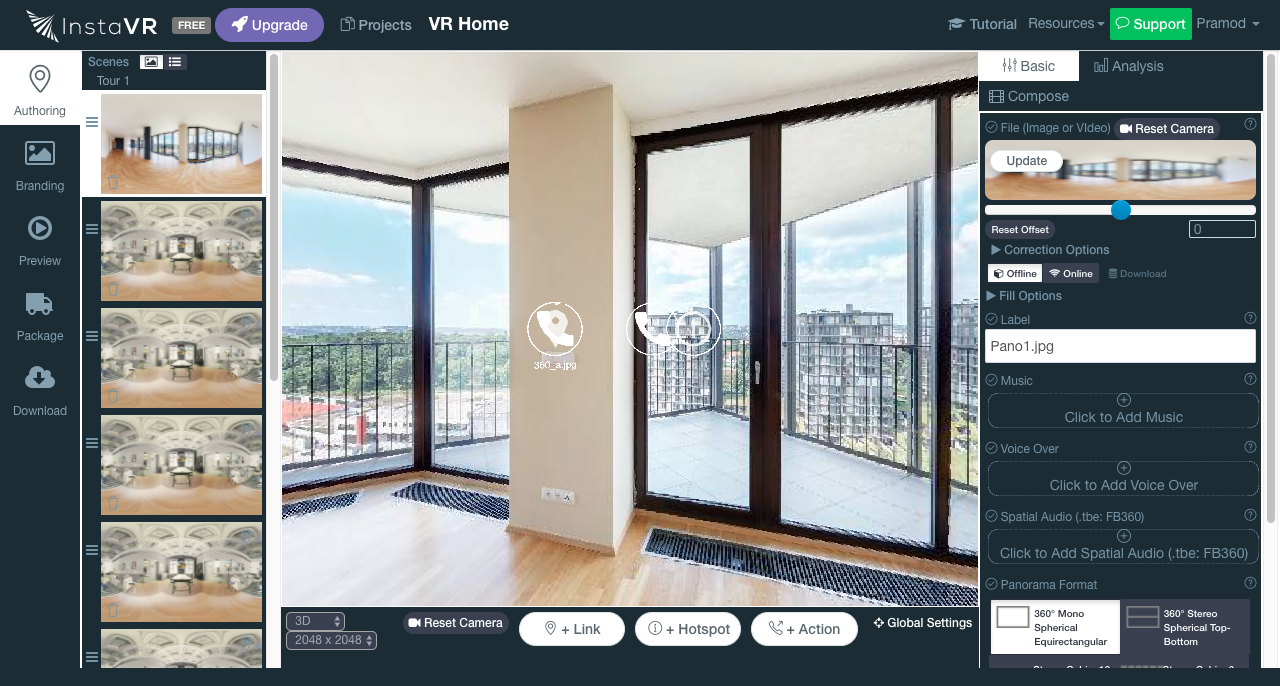 InstaVR
FREE
Upgrade
Projects
VR Home
Tutorial
Resources
Support
Pramod
Authoring
Branding
Preview
Package
Download
Scenes
Tour 1
360_a.jpg
3D
2048 x 2048
Reset Camera
+ Link
+ Hotspot
+ Action
Global Settings
Basic
Analysis
Compose
File (Image or VIdeo)
Reset Camera
Update
Reset Offset
0
Correction Options
Offline
Online
Download
Fill Options
Label
Pano1.jpg
Music
Click to Add Music
Voice Over
Click to Add Voice Over
Spatial Audio (.tbe: FB360)
Click to Add Spatial Audio (.tbe: FB360)
Panorama Format
360° Mono
Spherical
Equirectangular
360° Stereo
Spherical Top-
Bottom